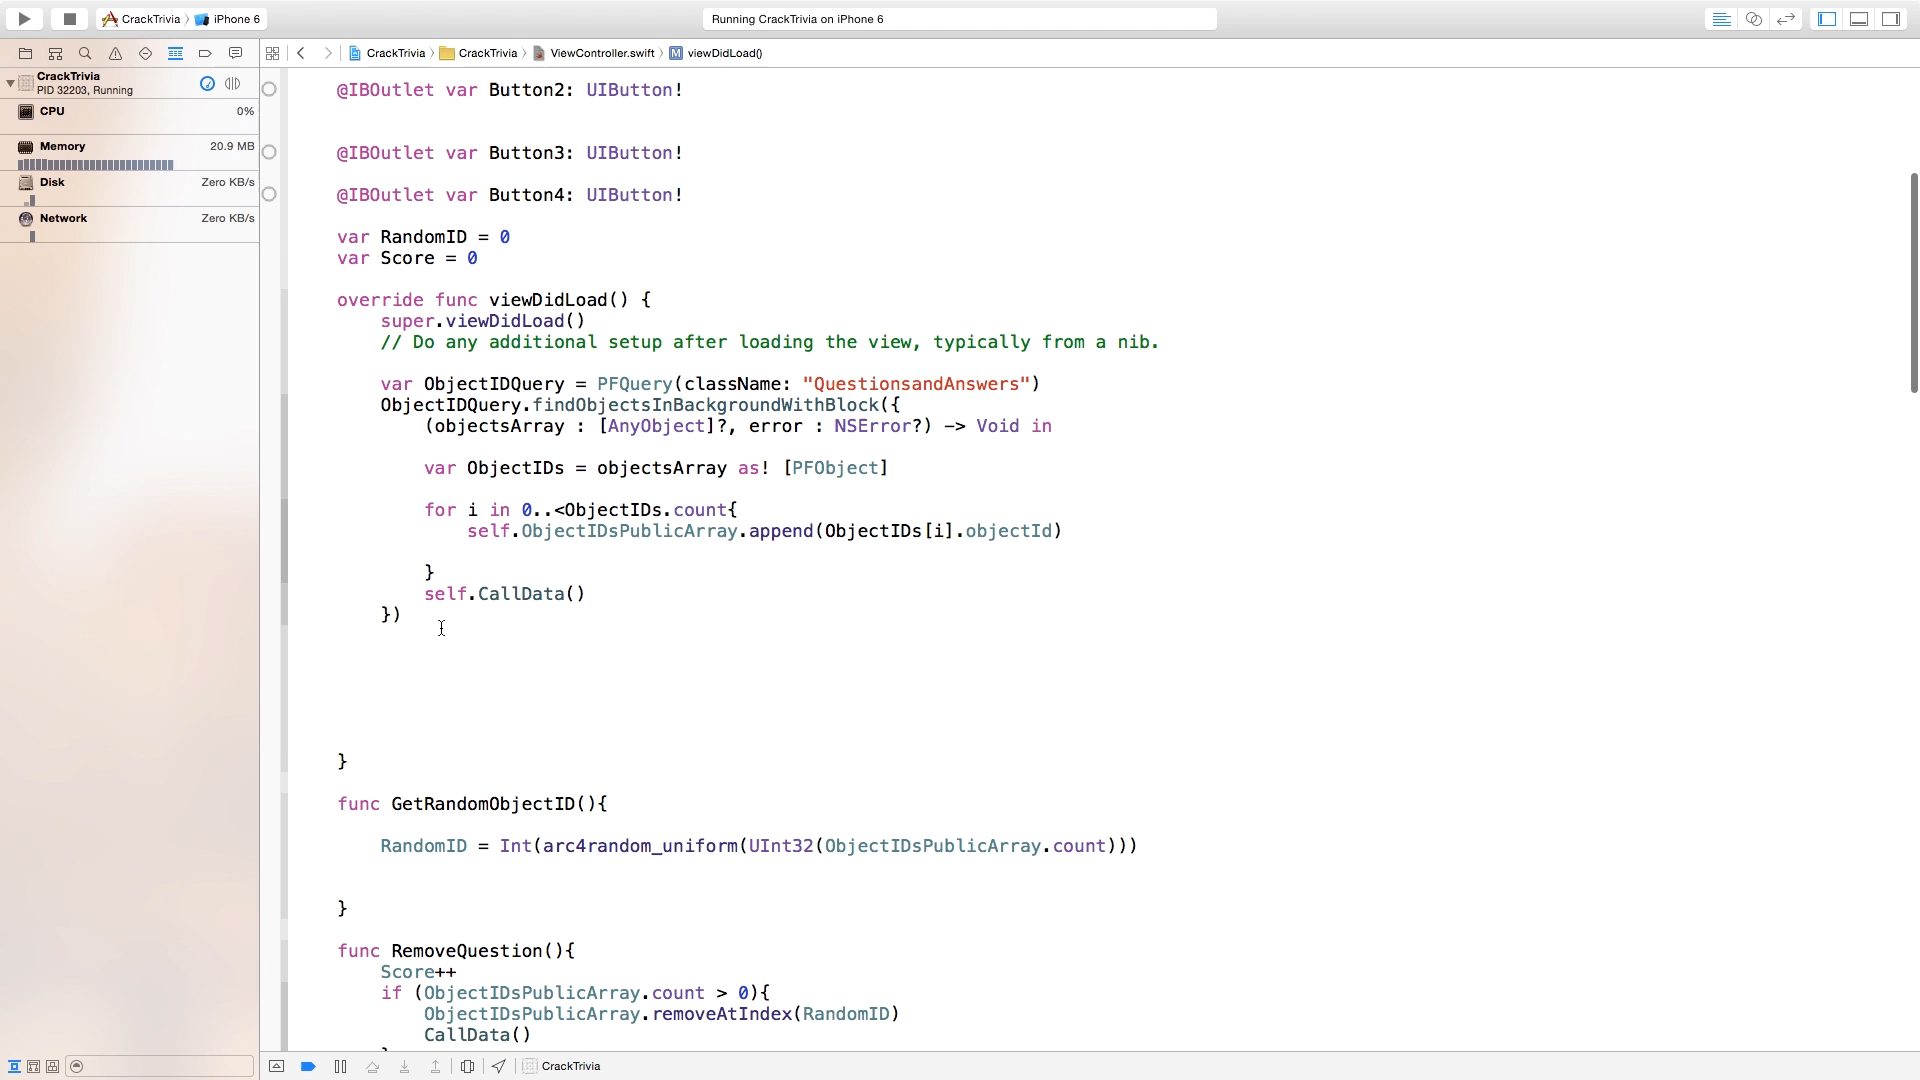 CrackTrivia iPhone 6
Running CrackTrivia on iPhone 6
CrackTrivia CrackTrivia ViewController.swift M viewDidLoad()
CrackTrivia
PID 32203, Running
CPU 0%
Memory 20.9 MB
Disk Zero KB/s
Network Zero KB/s
@IBOutlet var Button2: UIButton!
@IBOutlet var Button3: UIButton!
@IBOutlet var Button4: UIButton!
var RandomID = 0
var Score = 0
override func viewDidLoad() {
super.viewDidLoad()
// Do any additional setup after loading the view, typically from a nib.
var ObjectIDQuery = PFQuery(className: "QuestionsandAnswers")
ObjectIDQuery.findObjectsInBackgroundWithBlock({
(objectsArray : [AnyObject]?, error : NSError?) -> Void in
var ObjectIDs = objectsArray as! [PFObject]
for i in 0..<ObjectIDs.count{
self.ObjectIDsPublicArray.append(ObjectIDs[i].objectId)
}
self.CallData()
})
}
func GetRandomObjectID(){
RandomID = Int(arc4random_uniform(UInt32(ObjectIDsPublicArray.count)))
}
func RemoveQuestion(){
Score++
if (ObjectIDsPublicArray.count > 0){
ObjectIDsPublicArray.removeAtIndex(RandomID)
CallData()
CrackTrivia